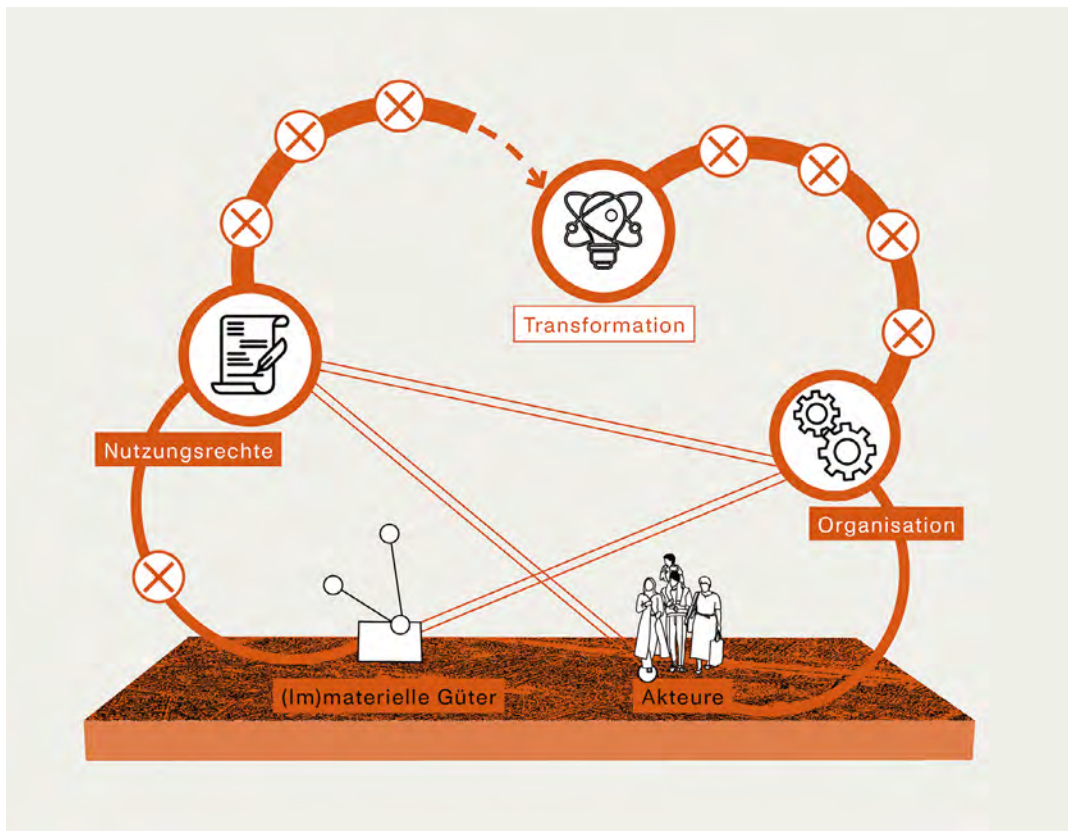 Transformation
Nutzungsrechte
Organisation
(Im)materielle Güter
Akteure